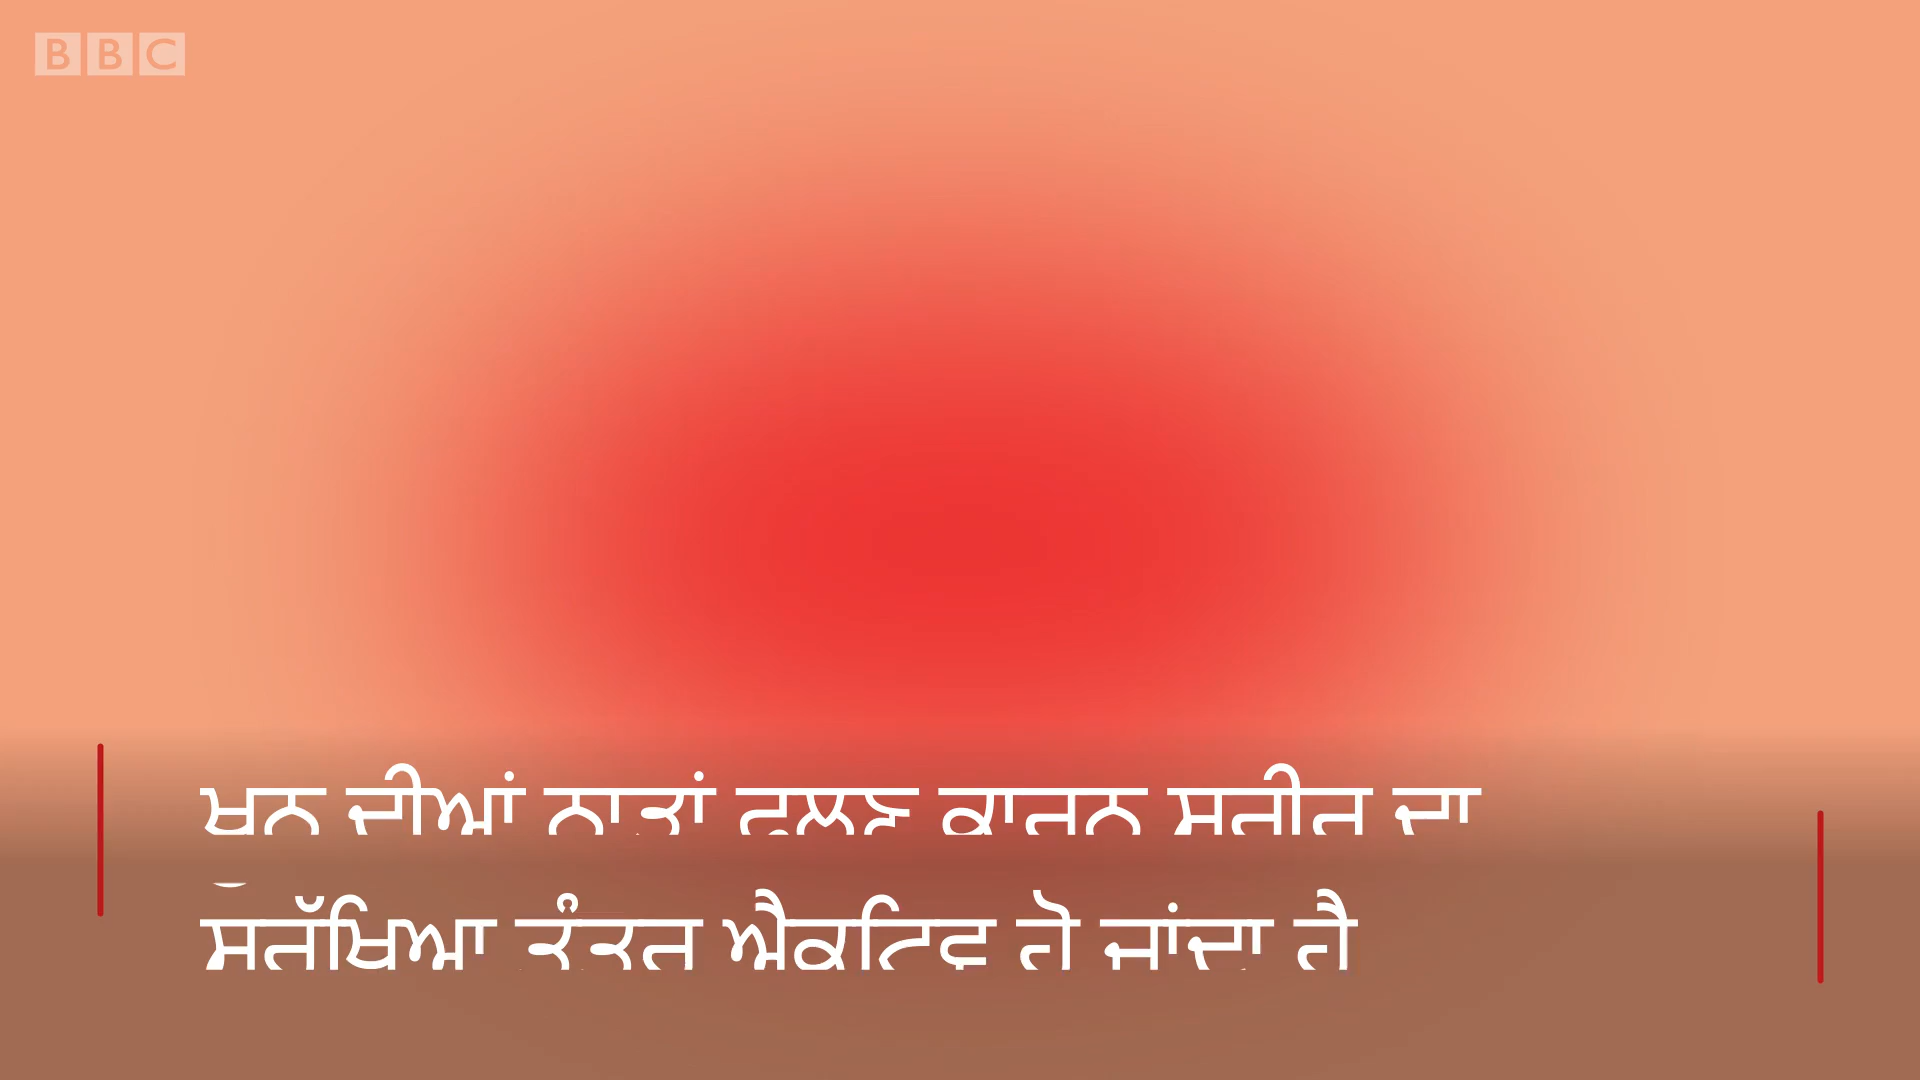 BBC
ਖੂਨ ਦੀਆਂ ਨਾੜਾਂ ਫੁਲਣ ਕਾਰਨ ਸਰੀਰ ਦਾ
ਸੁਰੱਖਿਆ ਤੰਤਰ ਐਕਟਿਵ ਹੋ ਜਾਂਦਾ ਹੈ